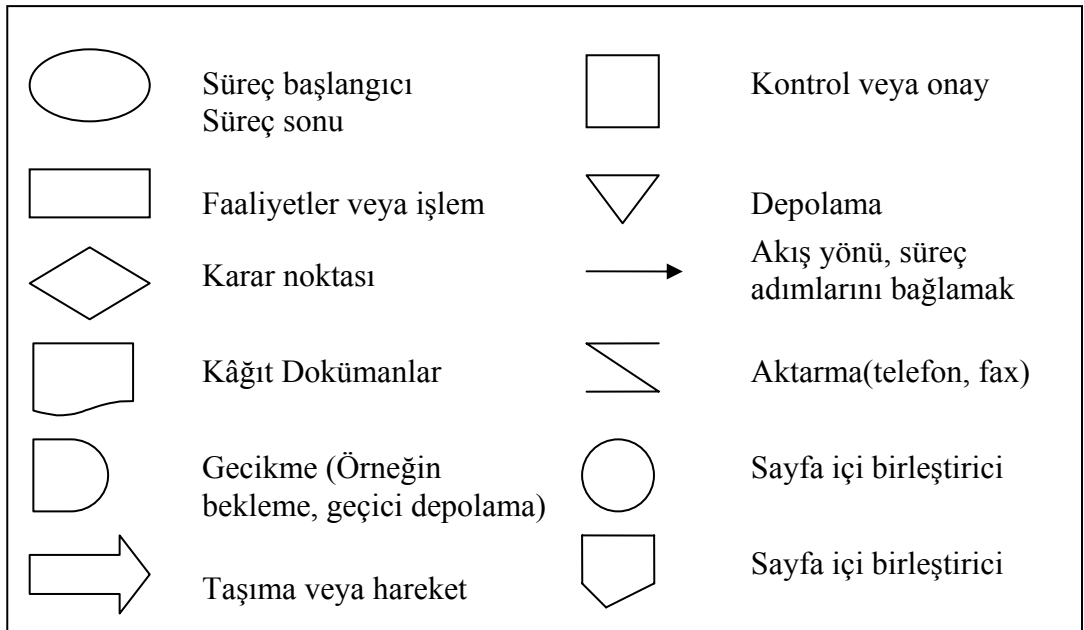 Süreç başlangıcı
Süreç sonu
Faaliyetler veya işlem
Karar noktası
Kâğıt Dokümanlar
Gecikme (Örneğin
bekleme, geçici depolama)
Taşıma veya hareket
Kontrol veya onay
Depolama
Akış yönü, süreç
adımlarını bağlamak
Aktarma(telefon, fax)
Sayfa içi birleştirici
Sayfa içi birleştirici